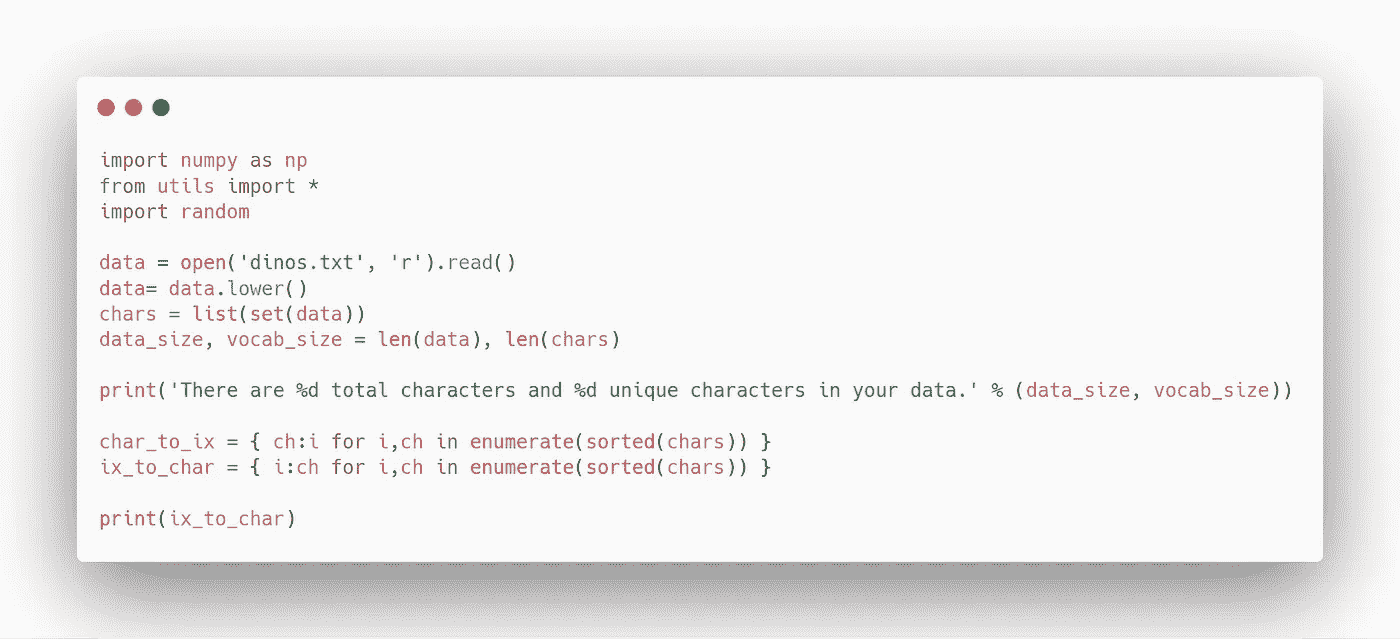 import numpy as np
from utils import *
import random
data = open('dinos.txt', 'r').read()
data= data.lower()
chars = list(set(data))
data_size, vocab_size = len(data), len(chars)
print('There are %d total characters and %d unique characters in your data.' % (data_size, vocab_size))
char_to_ix = { ch:i for i,ch in enumerate(sorted(chars)) }
ix_to_char = { i:ch for i,ch in enumerate(sorted(chars)) }
print(ix_to_char)